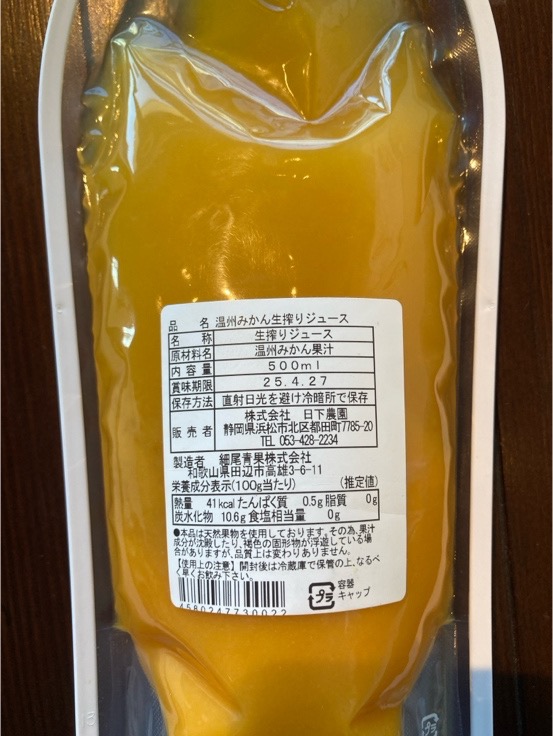 品 名 温州みかん生搾りジュース
名 称 生搾りジュース
原材料名 温州みかん果汁
内 容 量 500ml
賞味期限 25.4.27
保存方法 直射日光を避け冷暗所で保存
販 売 者 株式会社 日下農園
静岡県浜松市北区都田町7785-20
TEL 053-428-2234
製造者 細尾青果株式会社
和歌山県田辺市高雄3-6-11
栄養成分表示(100g当たり) (推定値)
熱量 41kcal たんぱく質 0.5g 脂質 0g
炭水化物 10.6g 食塩相当量 0g
●本品は天然果物を使用しております。その為、果汁
成分が沈殿したり、褐色の固形物が浮遊している場
合がありますが、品質上は変わりありません。
【使用上の注意】開封後は冷蔵庫で保管の上、なるべ
く早くお飲み下さい。
4580247730022
プラ 容器
キャップ
プラ